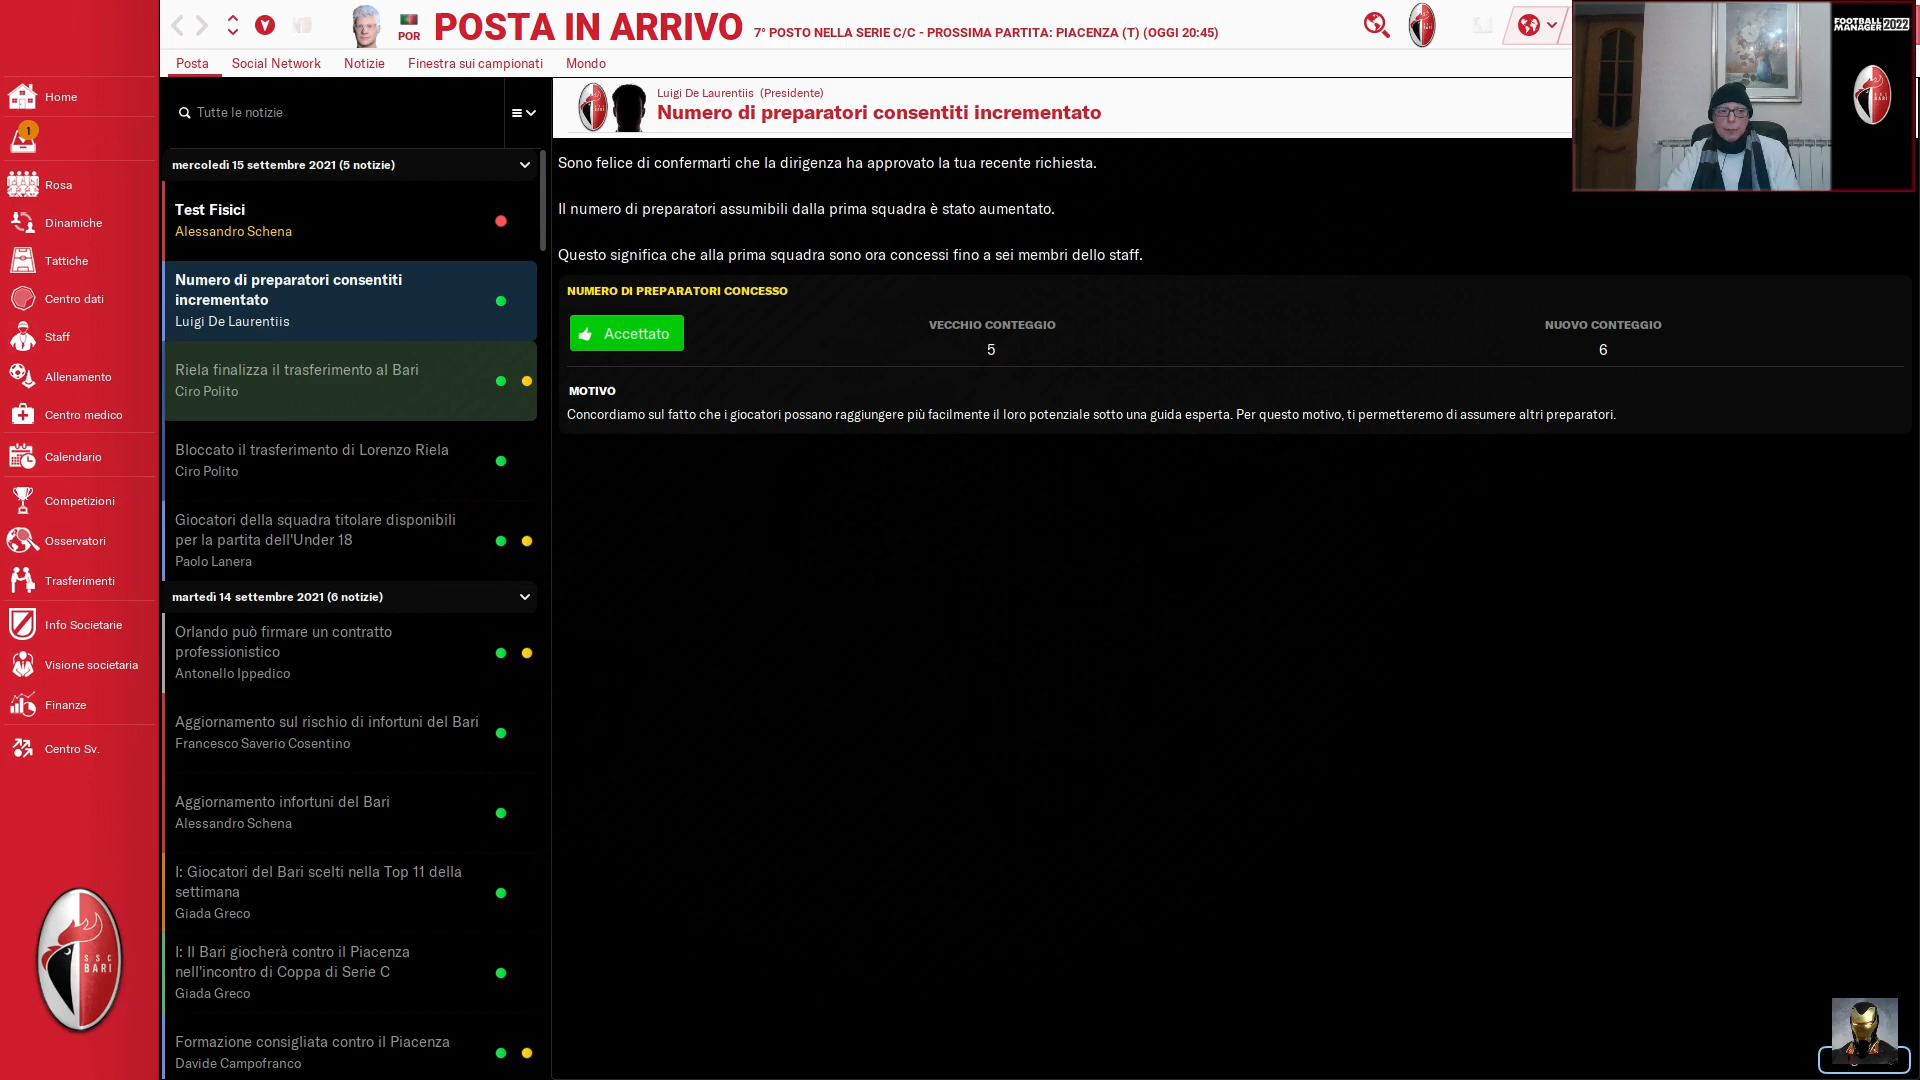 POR
POSTA IN ARRIVO
7° POSTO NELLA SERIE C/C - PROSSIMA PARTITA: PIACENZA (T) (OGGI 20:45)
FOOTBALL
MANAGER 2022
Posta
Social Network
Notizie
Finestra sui campionati
Mondo
Home
1
Rosa
Dinamiche
Tattiche
Centro dati
Staff
Allenamento
Centro medico
Calendario
Competizioni
Osservatori
Trasferimenti
Info Societarie
Visione societaria
Finanze
Centro Sv.
SSC
BARI
Tutte le notizie
mercoledì 15 settembre 2021 (5 notizie)
Test Fisici
Alessandro Schena
Numero di preparatori consentiti
incrementato
Luigi De Laurentiis
Riela finalizza il trasferimento al Bari
Ciro Polito
Bloccato il trasferimento di Lorenzo Riela
Ciro Polito
Giocatori della squadra titolare disponibili
per la partita dell'Under 18
Paolo Lanera
martedì 14 settembre 2021 (6 notizie)
Orlando può firmare un contratto
professionistico
Antonello Ippedico
Aggiornamento sul rischio di infortuni del Bari
Francesco Saverio Cosentino
Aggiornamento infortuni del Bari
Alessandro Schena
I: Giocatori del Bari scelti nella Top 11 della
settimana
Giada Greco
I: Il Bari giocherà contro il Piacenza
nell'incontro di Coppa di Serie C
Giada Greco
Formazione consigliata contro il Piacenza
Davide Campofranco
Luigi De Laurentiis (Presidente)
Numero di preparatori consentiti incrementato
Sono felice di confermarti che la dirigenza ha approvato la tua recente richiesta.
Il numero di preparatori assumibili dalla prima squadra è stato aumentato.
Questo significa che alla prima squadra sono ora concessi fino a sei membri dello staff.
NUMERO DI PREPARATORI CONCESSO
Accettato
VECCHIO CONTEGGIO
5
NUOVO CONTEGGIO
6
MOTIVO
Concordiamo sul fatto che i giocatori possano raggiungere più facilmente il loro potenziale sotto una guida esperta. Per questo motivo, ti permetteremo di assumere altri preparatori.